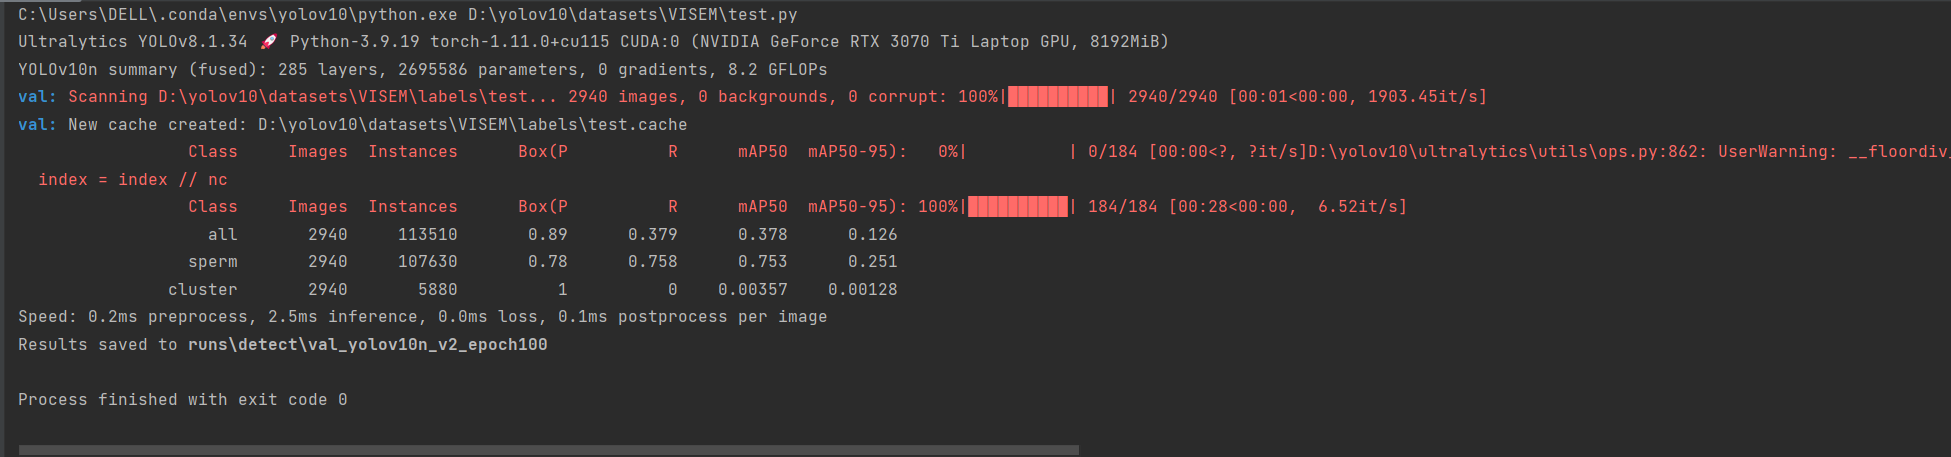 C:\Users\DELL\.conda\envs\yolov10\python.exe D:\yolov10\datasets\VISEM\test.py
Ultralytics YOLOv8.1.34 🚀 Python-3.9.19 torch-1.11.0+cu115 CUDA:0 (NVIDIA GeForce RTX 3070 Ti Laptop GPU, 8192MiB)
YOLOv10n summary (fused): 285 layers, 2695586 parameters, 0 gradients, 8.2 GFLOPs
val: Scanning D:\yolov10\datasets\VISEM\labels\test... 2940 images, 0 backgrounds, 0 corrupt: 100%|██████████| 2940/2940 [00:01<00:00, 1903.45it/s]
val: New cache created: D:\yolov10\datasets\VISEM\labels\test.cache
Class Images Instances Box(P R mAP50 mAP50-95): 0%| | 0/184 [00:00<?, ?it/s]D:\yolov10\ultralytics\utils\ops.py:862: UserWarning: __floordiv_
index = index // nc
Class Images Instances Box(P R mAP50 mAP50-95): 100%|██████████| 184/184 [00:28<00:00, 6.52it/s]
all 2940 113510 0.89 0.379 0.378 0.126
sperm 2940 107630 0.78 0.758 0.753 0.251
cluster 2940 5880 1 0 0.00357 0.00128
Speed: 0.2ms preprocess, 2.5ms inference, 0.0ms loss, 0.1ms postprocess per image
Results saved to runs\detect\val_yolov10n_v2_epoch100
Process finished with exit code 0